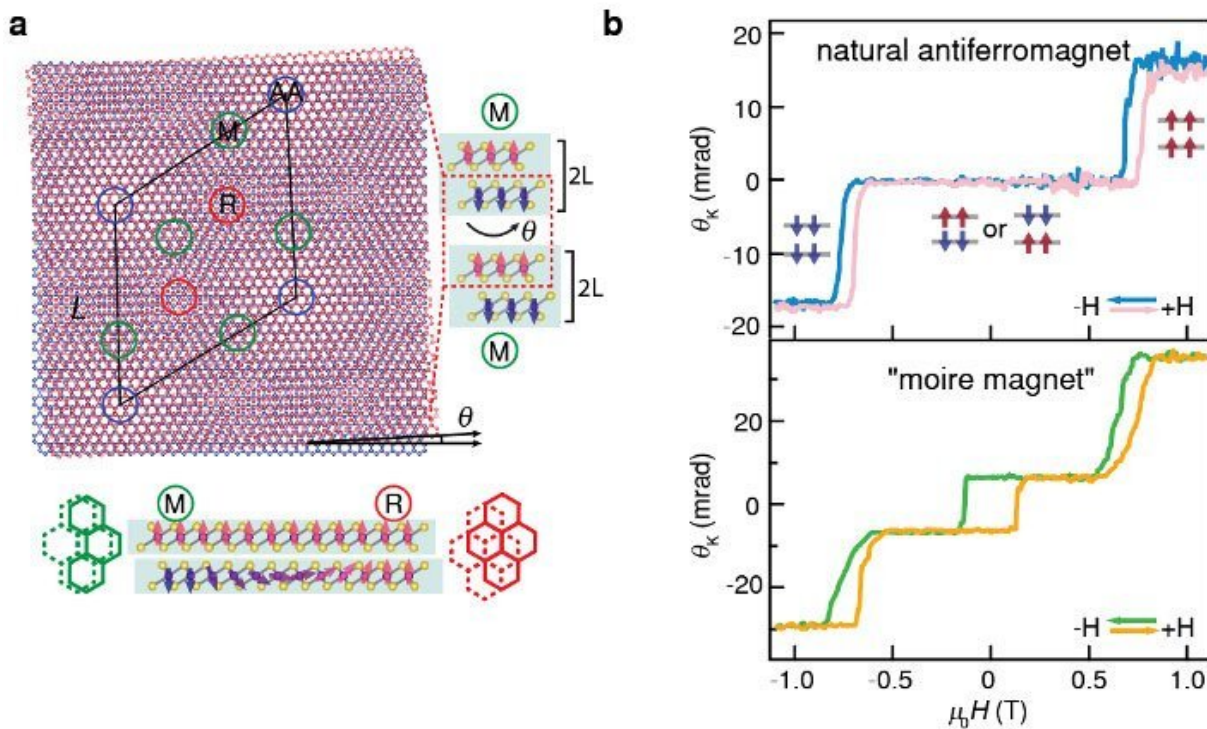 a
AA
M
R
L
θ
M
2L
θ
2L
M
M
R
b
natural antiferromagnet
θK (mrad)
20
10
0
-10
-20
or
-H
+H
"moire magnet"
θK (mrad)
20
0
-20
-H
+H
-1.0
-0.5
0
0.5
1.0
μ0H (T)